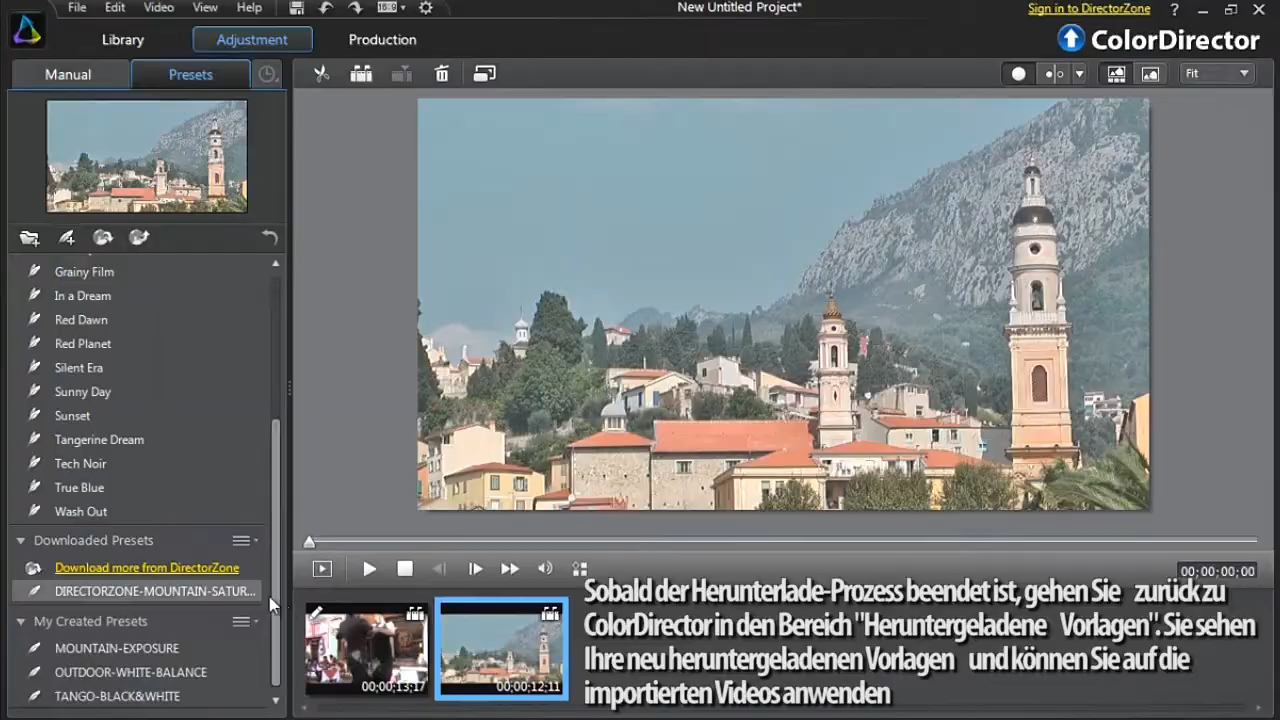 File Edit Video View Help
New Untitled Project*
Sign in to DirectorZone
Library Adjustment Production
ColorDirector
Manual Presets
Fit
Grainy Film
In a Dream
Red Dawn
Red Planet
Silent Era
Sunny Day
Sunset
Tangerine Dream
Tech Noir
True Blue
Wash Out
Downloaded Presets
Download more from DirectorZone
DIRECTORZONE-MOUNTAIN-SATUR...
My Created Presets
MOUNTAIN-EXPOSURE
OUTDOOR-WHITE-BALANCE
TANGO-BLACK&WHITE
00;00;00;00
00;00;13;17
00;00;12;11
Sobald der Herunterlade-Prozess beendet ist, gehen Sie zurück zu
ColorDirector in den Bereich "Heruntergeladene Vorlagen". Sie sehen
Ihre neu heruntergeladenen Vorlagen und können Sie auf die
importierten Videos anwenden